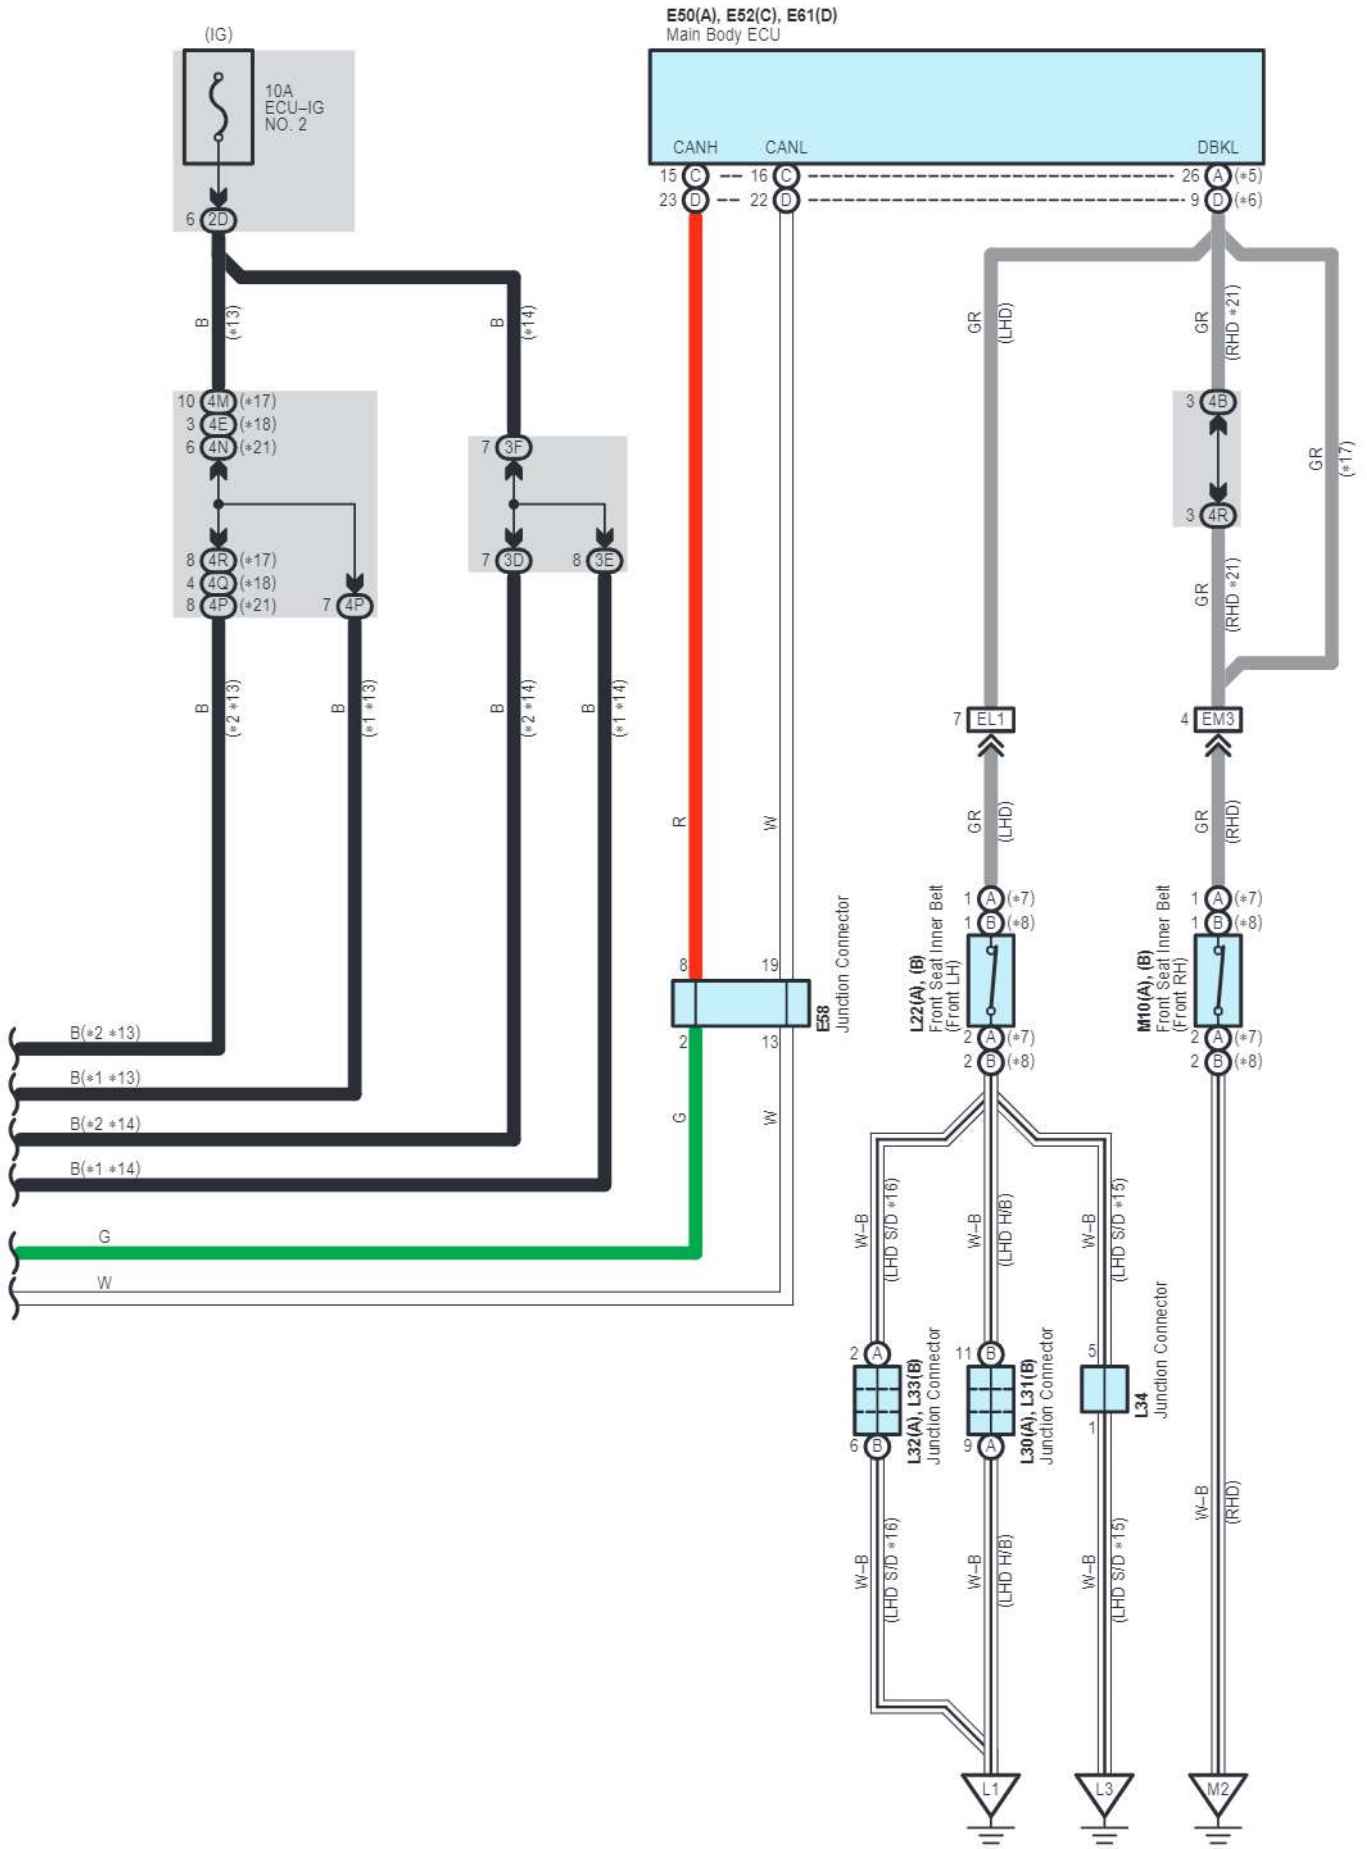 E50(A), E52(C), E61(D)
Main Body ECU
(IG)
10A
ECU–IG
NO. 2
CANH CANL DBKL
15 C 16 C 26 A (*5)
23 D 22 D 9 D (*6)
6 2D
B
(*13)
B
(*14)
GR
(LHD)
GR
(RHD *21)
10 4M (*17)
3 4E (*18)
6 4N (*21)
7 3F
3 4B
GR
(*17)
3 4R
8 4R (*17)
4 4Q (*18)
8 4P (*21)
7 4P
7 3D
8 3E
GR
(RHD *21)
B
(*2 *13)
B
(*1 *13)
B
(*2 *14)
B
(*1 *14)
7 EL1
4 EM3
R
W
GR
(LHD)
GR
(RHD)
1 A (*7)
1 B (*8)
1 A (*7)
1 B (*8)
8 19
E58
Junction Connector
2 13
L22(A), (B)
Front Seat Inner Belt
(Front LH)
M10(A), (B)
Front Seat Inner Belt
(Front RH)
2 A (*7)
2 B (*8)
2 A (*7)
2 B (*8)
B(*2 *13)
B(*1 *13)
B(*2 *14)
B(*1 *14)
G
W
G
W
W–B
(LHD S/D *16)
W–B
(LHD H/B)
W–B
(LHD S/D *15)
2 A
11 B
5
L32(A), L33(B)
Junction Connector
L30(A), L31(B)
Junction Connector
L34
Junction Connector
6 B
9 A
1
W–B
(LHD S/D *16)
W–B
(LHD H/B)
W–B
(LHD S/D *15)
W–B
(RHD)
L1
L3
M2